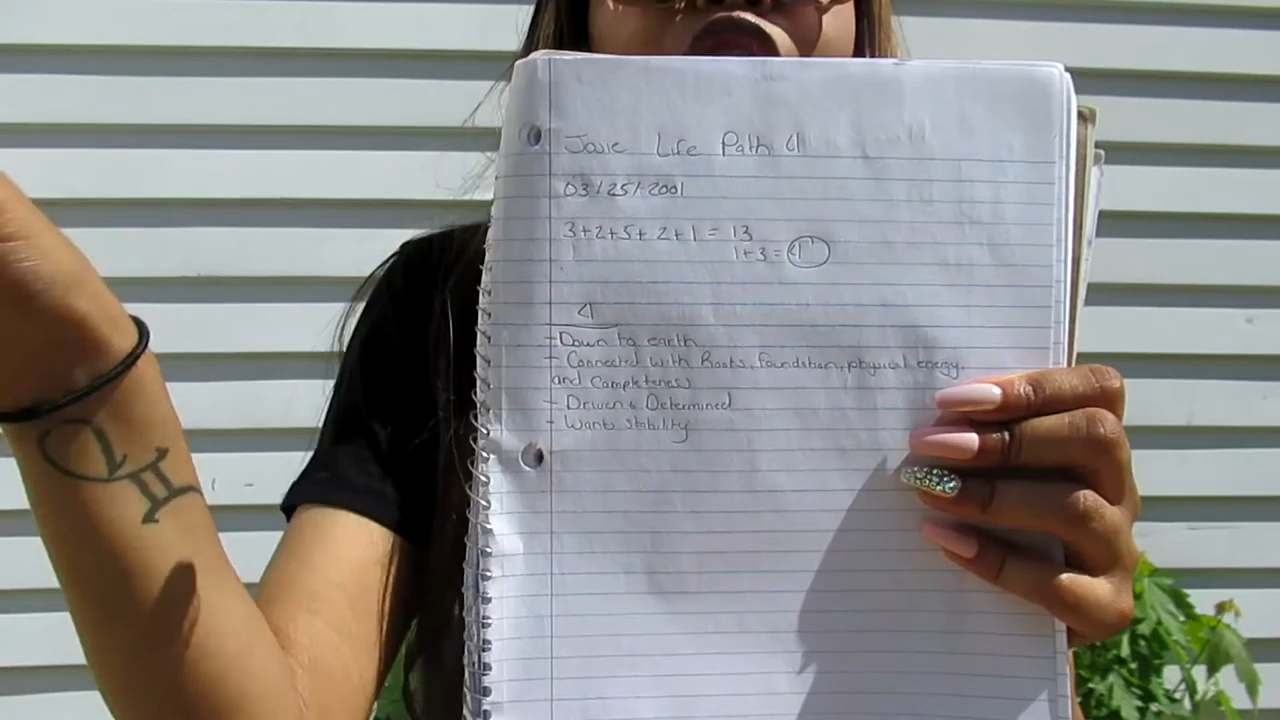 Josie Life Path 4
03/25/2001
3+2+5+2+1 = 13
1+3 = 4
4
- Down to earth
- Connected with Roots, foundation, physical energy,
and Completeness
- Driven & Determined
- Want stability